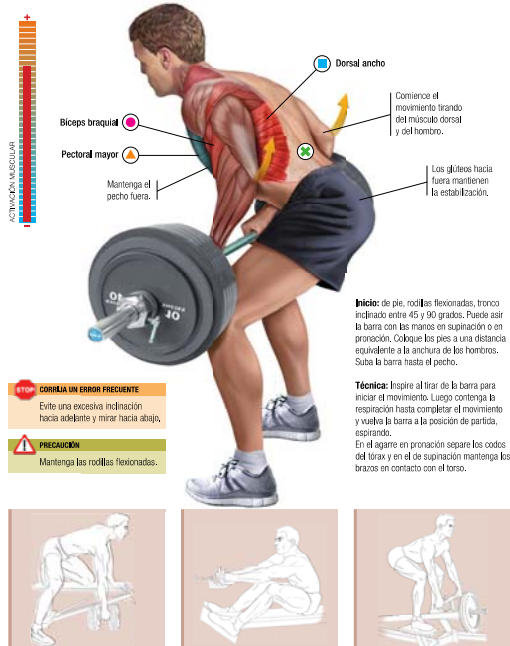 +
ACTIVACIÓN MUSCULAR
-
Dorsal ancho
Bíceps braquial
Pectoral mayor
Mantenga el
pecho fuera.
Comience el
movimiento tirando
del músculo dorsal
y del hombro.
Los glúteos hacia
fuera mantienen
la estabilización.
10
Inicio: de pie, rodillas flexionadas, tronco
inclinado entre 45 y 90 grados. Puede asir
la barra con las manos en supinación o en
pronación. Coloque los pies a una distancia
equivalente a la anchura de los hombros.
Suba la barra hasta el pecho.
Técnica: Inspire al tirar de la barra para
iniciar el movimiento. Luego contenga la
respiración hasta completar el movimiento
y vuelva la barra a la posición de partida,
espirando.
En el agarre en pronación separe los codos
del tórax y en el de supinación mantenga los
brazos en contacto con el torso.
STOP CORRIJA UN ERROR FRECUENTE
Evite una excesiva inclinación
hacia adelante y mirar hacia abajo.
PRECAUCIÓN
Mantenga las rodillas flexionadas.